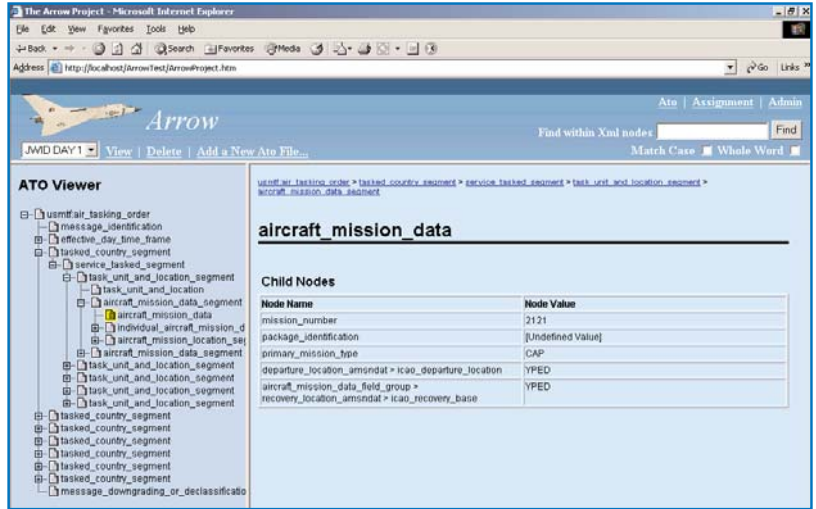 The Arrow Project - Microsoft Internet Explorer
File Edit View Favorites Tools Help
Back Search Favorites Media
Address http://localhost/ArrowTest/ArrowProject.htm Go Links »
Ato | Assignment | Admin
Arrow
Find within Xml nodes Find
JWID DAY 1 View | Delete | Add a New Ato File... Match Case Whole Word
ATO Viewer
usmtf:air_tasking_order
message_identification
effective_day_time_frame
tasked_country_segment
service_tasked_segment
task_unit_and_location_segment
task_unit_and_location
aircraft_mission_data_segment
aircraft_mission_data
individual_aircraft_mission_d
aircraft_mission_location_seg
aircraft_mission_data_segment
task_unit_and_location_segment
task_unit_and_location_segment
task_unit_and_location_segment
task_unit_and_location_segment
tasked_country_segment
tasked_country_segment
tasked_country_segment
tasked_country_segment
tasked_country_segment
tasked_country_segment
message_downgrading_or_declassificatio
usmtf:air_tasking_order > tasked_country_segment > service_tasked_segment > task_unit_and_location_segment >
aircraft_mission_data_segment
aircraft_mission_data
Child Nodes
Node Name Node Value
mission_number 2121
package_identification [Undefined Value]
primary_mission_type CAP
departure_location_amsndat > icao_departure_location YPED
aircraft_mission_data_field_group > YPED
recovery_location_amsndat > icao_recovery_base